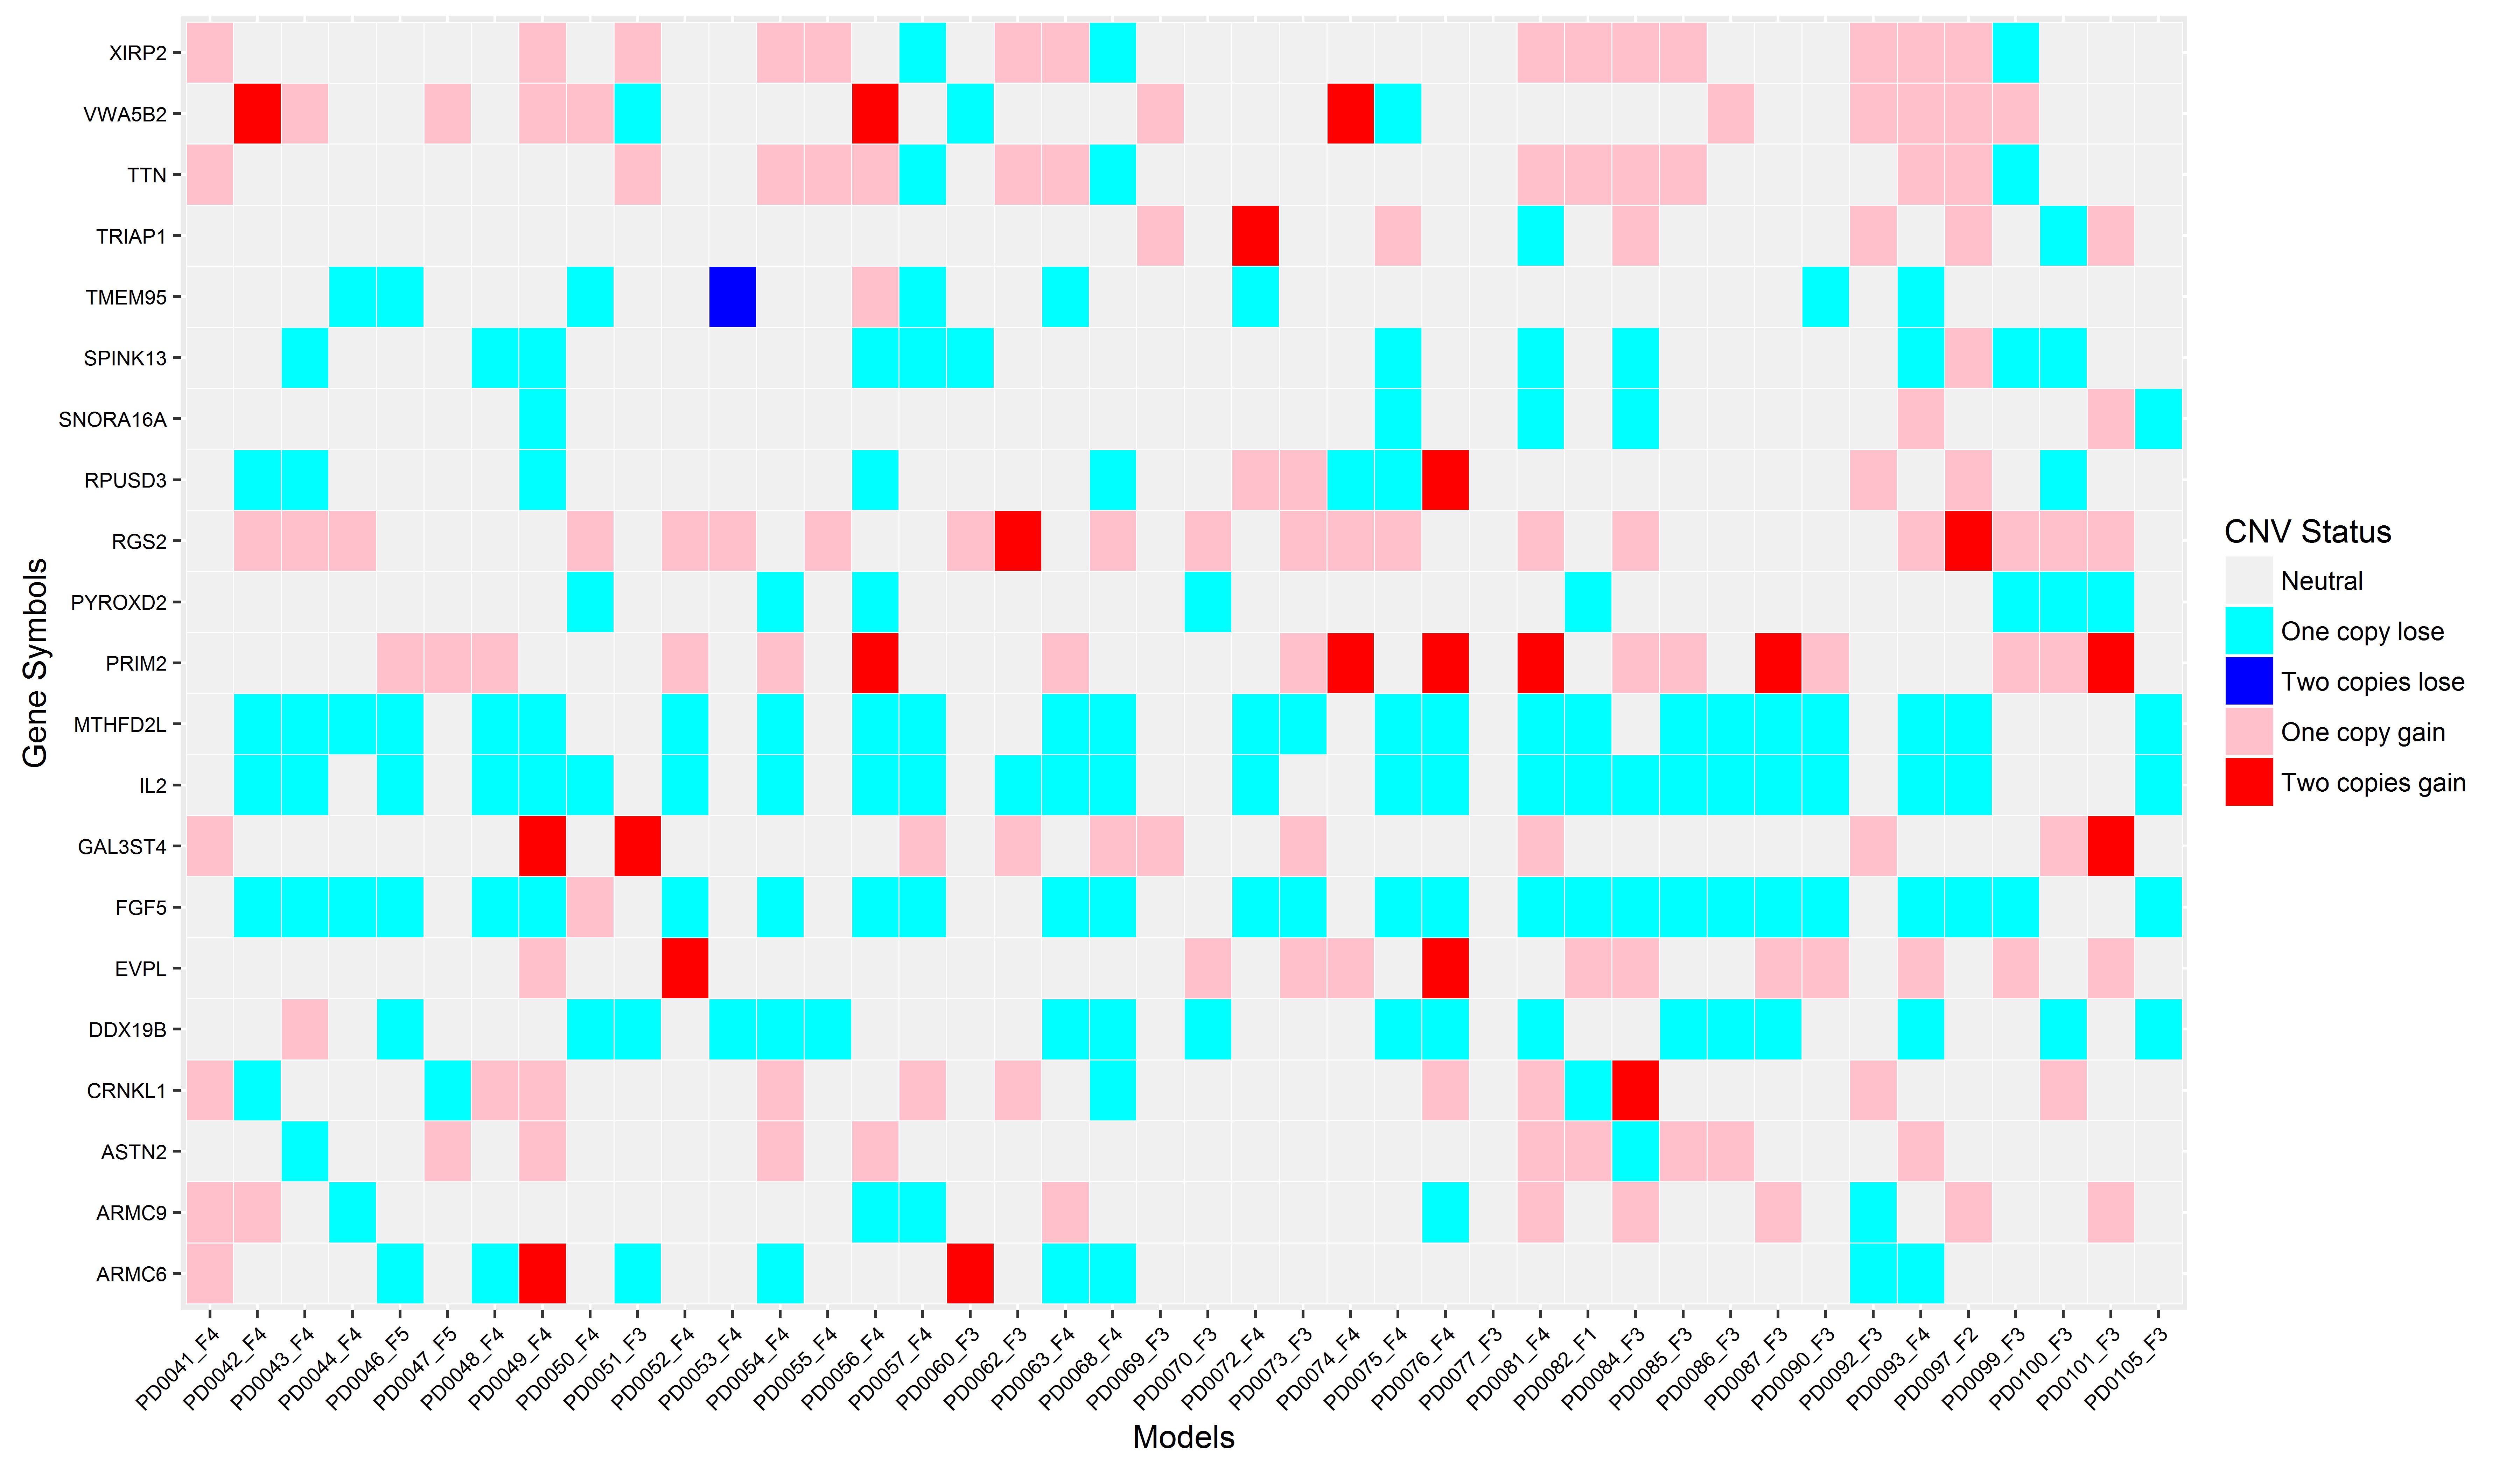 XIRP2
VWA5B2
TTN
TRIAP1
TMEM95
SPINK13
SNORA16A
RPUSD3
RGS2
PYROXD2
PRIM2
MTHFD2L
IL2
GAL3ST4
FGF5
EVPL
DDX19B
CRNKL1
ASTN2
ARMC9
ARMC6
Gene Symbols
PD0041_F4
PD0042_F4
PD0043_F4
PD0044_F4
PD0046_F5
PD0047_F5
PD0048_F4
PD0049_F4
PD0050_F4
PD0051_F3
PD0052_F4
PD0053_F4
PD0054_F4
PD0055_F4
PD0056_F4
PD0057_F4
PD0060_F3
PD0062_F3
PD0063_F4
PD0068_F4
PD0069_F3
PD0070_F3
PD0072_F4
PD0073_F3
PD0074_F4
PD0075_F4
PD0076_F4
PD0077_F3
PD0081_F4
PD0082_F1
PD0084_F3
PD0085_F3
PD0086_F3
PD0087_F3
PD0090_F3
PD0092_F3
PD0093_F4
PD0097_F2
PD0099_F3
PD0100_F3
PD0101_F3
PD0105_F3
Models
CNV Status
Neutral
One copy lose
Two copies lose
One copy gain
Two copies gain